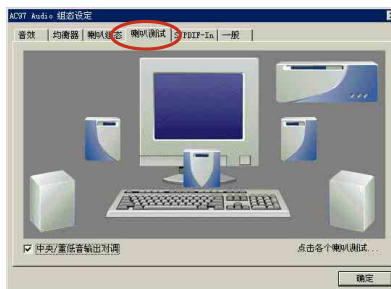 AC97 Audio 组态设定
音效 均衡器 喇叭组态 喇叭测试 S/PDIF-In 一般
中央/重低音输出对调
点击各个喇叭测试...
确定